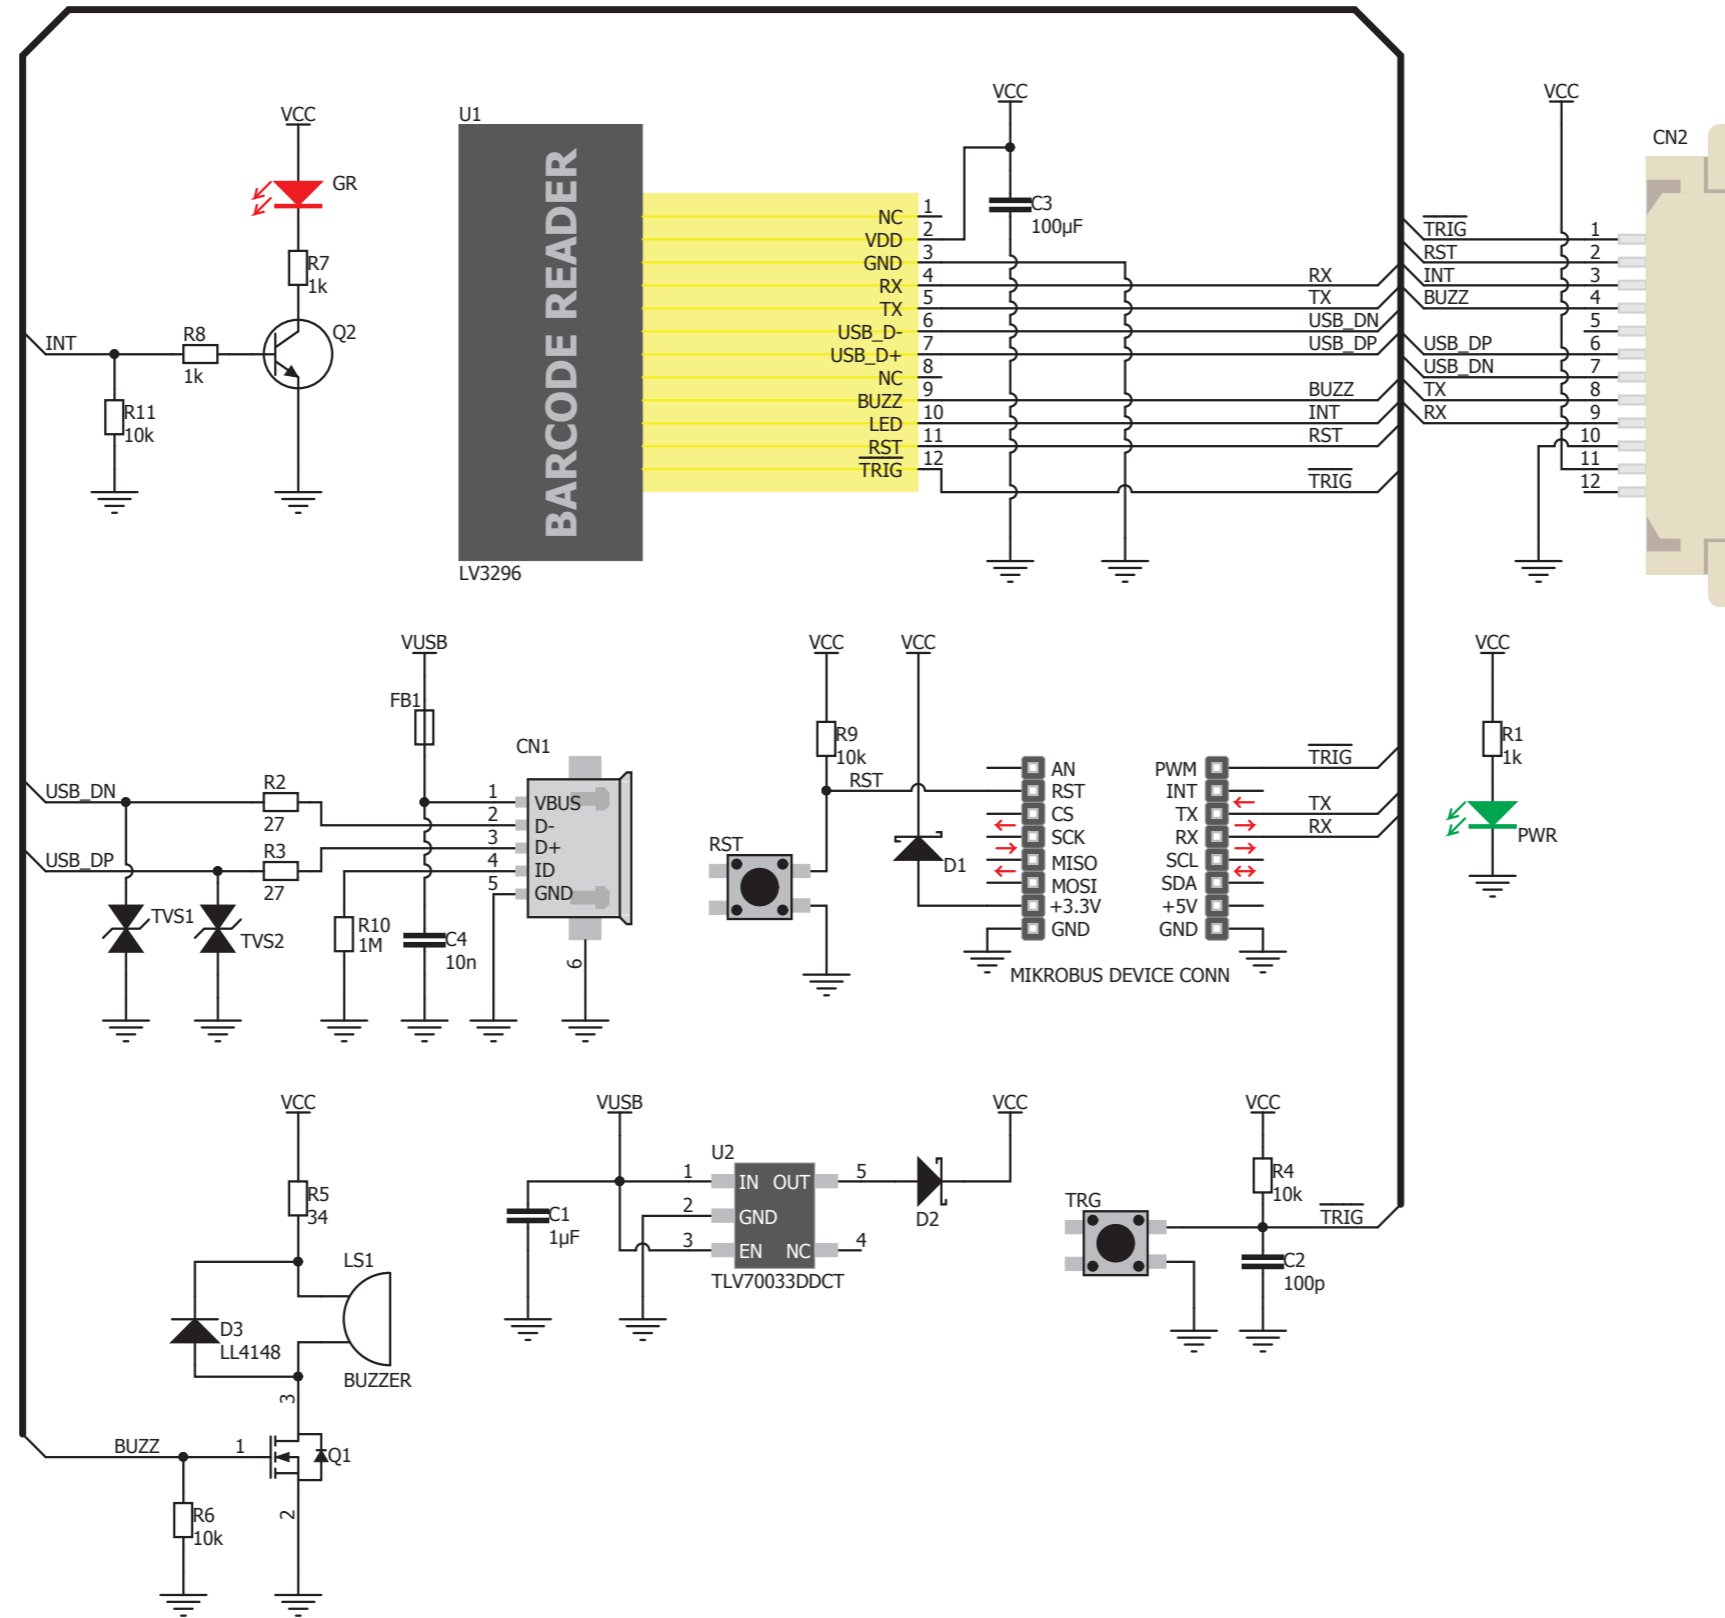 VCC
GR
R7
1k
INT
R8
1k
Q2
R11
10k
U1
BARCODE READER
NC 1
VDD 2
GND 3
RX 4
TX 5
USB_D- 6
USB_D+ 7
NC 8
BUZZ 9
LED 10
RST 11
TRIG 12
LV3296
VCC
C3
100µF
RX
TX
USB_DN
USB_DP
BUZZ
INT
RST
TRIG
VCC
CN2
TRIG 1
RST 2
INT 3
BUZZ 4
5
USB_DP 6
USB_DN 7
TX 8
RX 9
10
11
12
VUSB
FB1
CN1
USB_DN
R2
27
USB_DP
R3
27
1 VBUS
2 D-
3 D+
4 ID
5 GND
6
TVS1
TVS2
R10
1M
C4
10n
VCC
R9
10k
RST
RST
VCC
D1
AN
RST
CS
SCK
MISO
MOSI
+3.3V
GND
PWM
INT
TX
RX
SCL
SDA
+5V
GND
TRIG
TX
RX
MIKROBUS DEVICE CONN
VCC
R1
1k
PWR
VCC
R5
34
LS1
D3
LL4148
BUZZER
3
BUZZ
1
Q1
R6
10k
2
VUSB
C1
1µF
U2
1 IN OUT 5
2 GND
3 EN NC 4
TLV70033DDCT
D2
VCC
VCC
R4
10k
TRG
TRIG
C2
100p